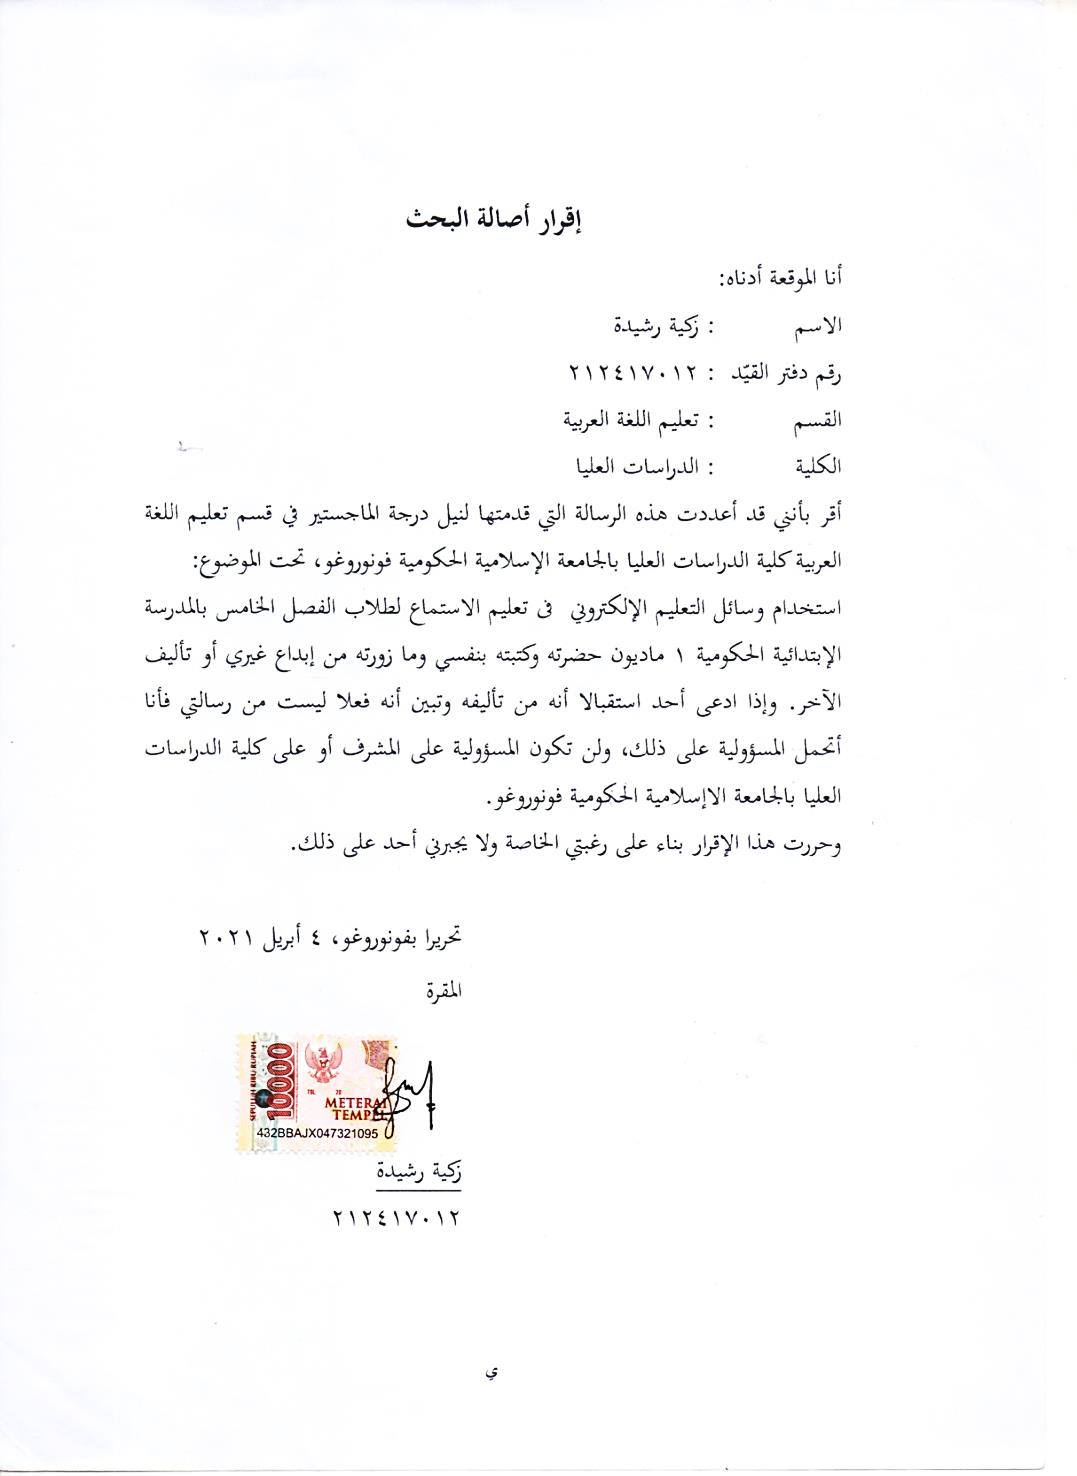 إقرار أصالة البحث
أنا الموقعة أدناه:
الاسم : زكية رشيدة
رقم دفتر القيّد : ٢١٢٤١٧٠١٢
القسم : تعليم اللغة العربية
الكلية : الدراسات العليا
أقر بأنني قد أعددت هذه الرسالة التي قدمتها لنيل درجة الماجستير في قسم تعليم اللغة
العربية كلية الدراسات العليا بالجامعة الإسلامية الحكومية فونوروغو، تحت الموضوع:
استخدام وسائل التعليم الإلكتروني فى تعليم الاستماع لطلاب الفصل الخامس بالمدرسة
الإبتدائية الحكومية ١ ماديون حضرته وكتبته بنفسي وما زورته من إبداع غيري أو تأليف
الآخر. وإذا ادعى أحد استقبالا أنه من تأليفه وتبين أنه فعلا ليست من رسالتي فأنا
أتحمل المسؤولية على ذلك، ولن تكون المسؤولية على المشرف أو على كلية الدراسات
العليا بالجامعة الاإسلامية الحكومية فونوروغو.
وحررت هذا الإقرار بناء على رغبتي الخاصة ولا يجبرني أحد على ذلك.
تحريرا بفونوروغو، ٤ أبريل ٢٠٢١
المقرة
SEPULUH RIBU RUPIAH
10000
TGL. 20
METERAI
TEMPEL
432BBAJX047321095
زكية رشيدة
٢١٢٤١٧٠١٢
ي